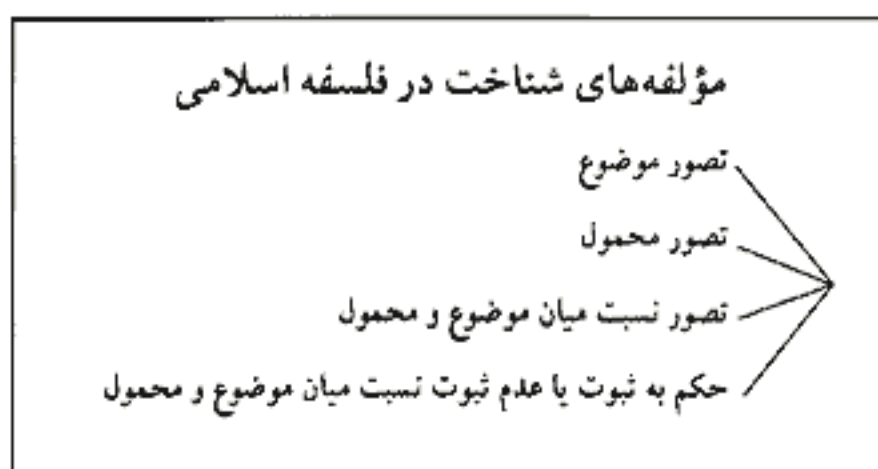 مؤلفه‌های شناخت در فلسفه اسلامی
تصور موضوع
تصور محمول
تصور نسبت میان موضوع و محمول
حکم به ثبوت یا عدم ثبوت نسبت میان موضوع و محمول